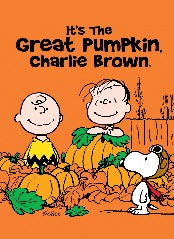 It's The
Great Pumpkin,
Charlie Brown.